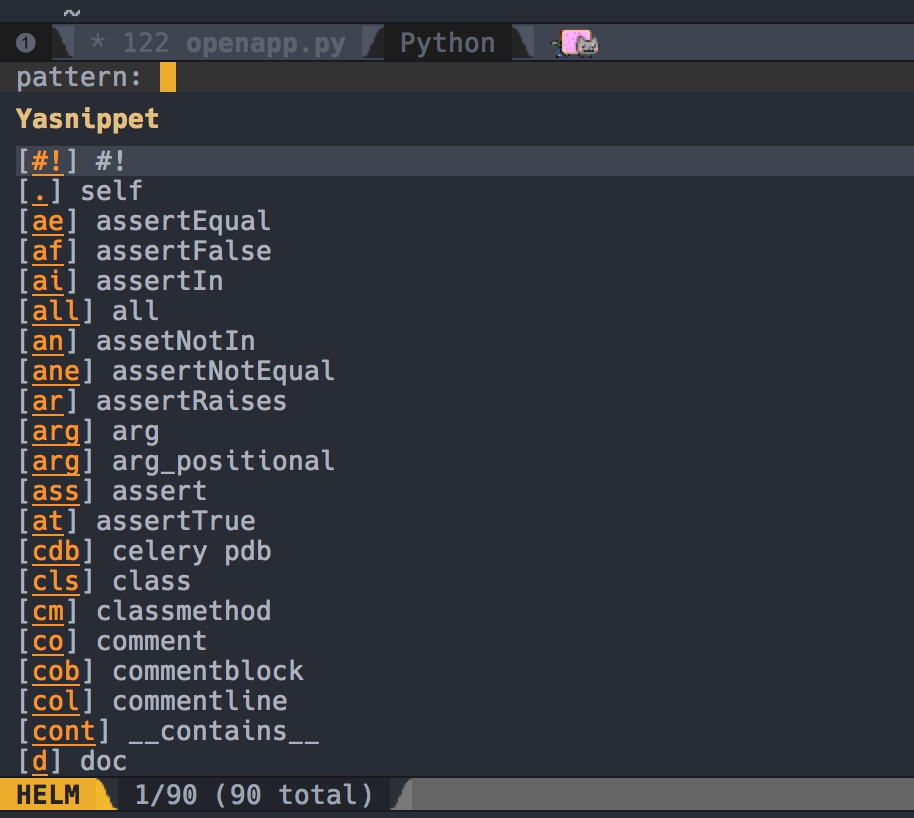 ~
1 * 122 openapp.py Python
pattern:
Yasnippet
[#!] #!
[.] self
[ae] assertEqual
[af] assertFalse
[ai] assertIn
[all] all
[an] assetNotIn
[ane] assertNotEqual
[ar] assertRaises
[arg] arg
[arg] arg_positional
[ass] assert
[at] assertTrue
[cdb] celery pdb
[cls] class
[cm] classmethod
[co] comment
[cob] commentblock
[col] commentline
[cont] __contains__
[d] doc
HELM 1/90 (90 total)